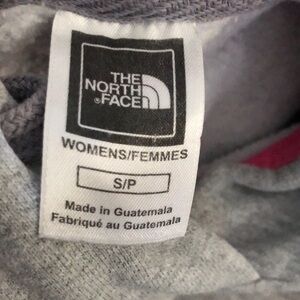 THE
NORTH
FACE
WOMENS/FEMMES
S/P
Made in Guatemala
Fabriqué au Guatemala